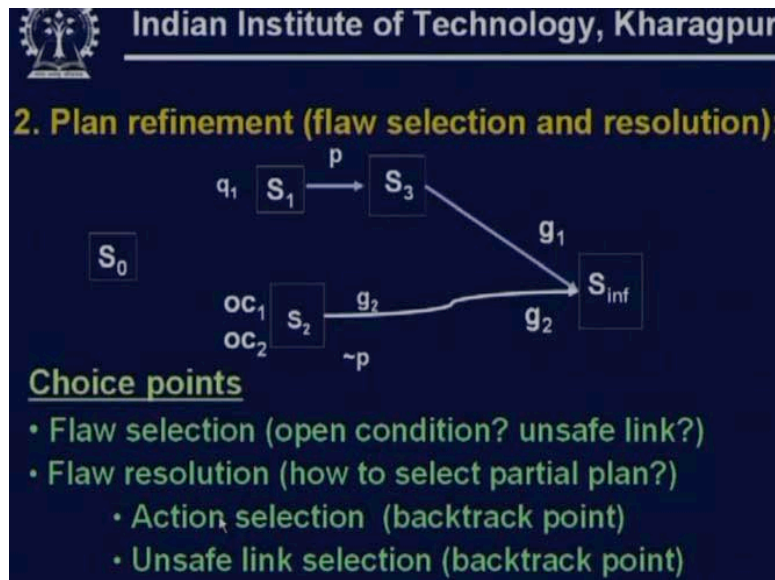 Indian Institute of Technology, Kharagpur
2. Plan refinement (flaw selection and resolution)
p
q₁ S₁ S₃
g₁
S₀ S_inf
oc₁ S₂ g₂
oc₂ g₂
~p
Choice points
• Flaw selection (open condition? unsafe link?)
• Flaw resolution (how to select partial plan?)
• Action selection (backtrack point)
• Unsafe link selection (backtrack point)